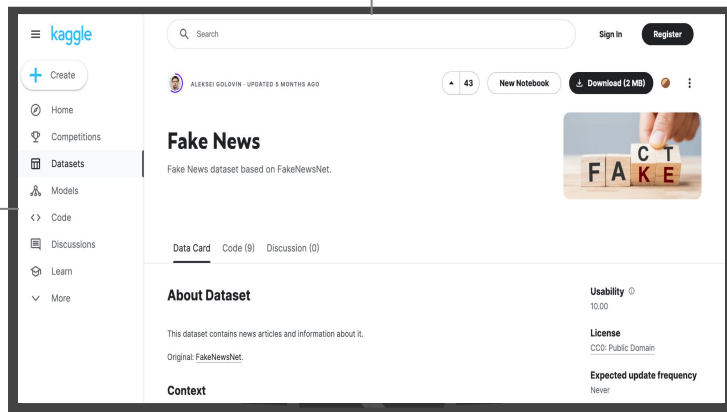 kaggle
Search
Sign In
Register
Create
ALEKSEI GOLOVIN · UPDATED 5 MONTHS AGO
43
New Notebook
Download (2 MB)
Home
Competitions
Datasets
Models
Code
Discussions
Learn
More
Fake News
Fake News dataset based on FakeNewsNet.
FA CT
KE
Data Card Code (9) Discussion (0)
About Dataset
This dataset contains news articles and information about it.
Original: FakeNewsNet.
Context
Usability
10.00
License
CC0: Public Domain
Expected update frequency
Never